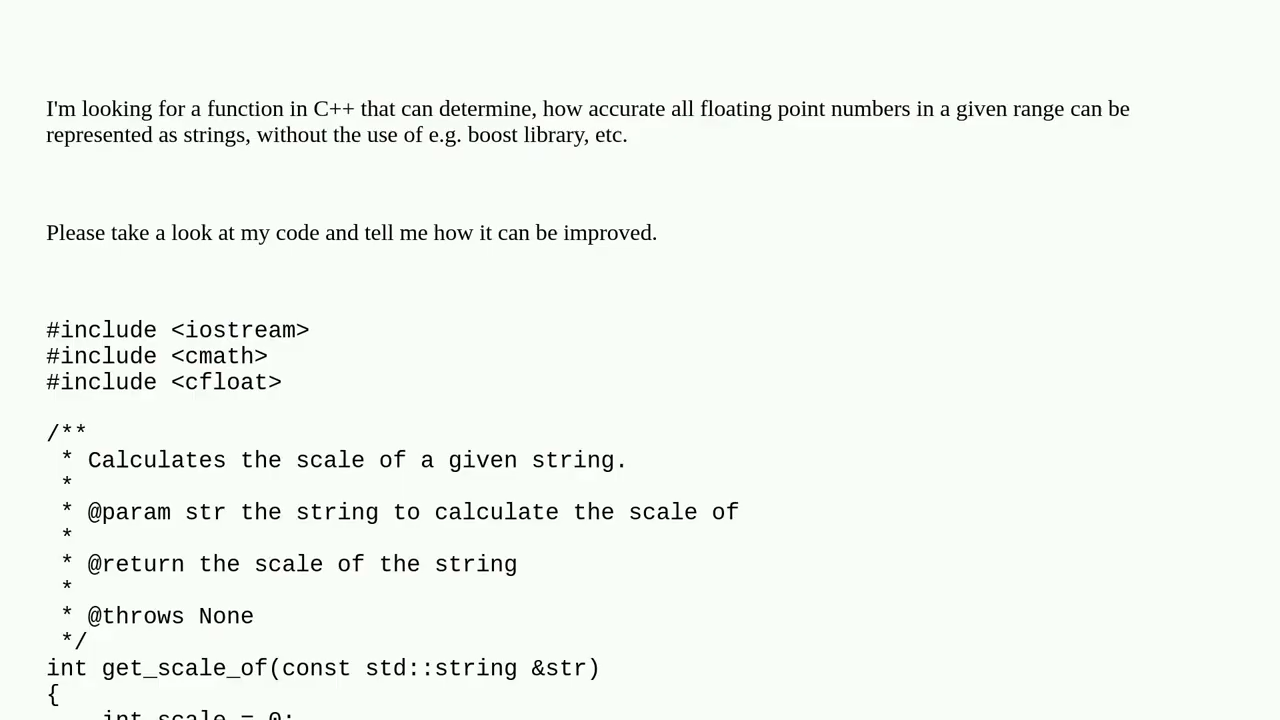 I'm looking for a function in C++ that can determine, how accurate all floating point numbers in a given range can be
represented as strings, without the use of e.g. boost library, etc.
Please take a look at my code and tell me how it can be improved.
#include <iostream>
#include <cmath>
#include <cfloat>
/**
 * Calculates the scale of a given string.
 *
 * @param str the string to calculate the scale of
 *
 * @return the scale of the string
 *
 * @throws None
 */
int get_scale_of(const std::string &str)
{
    int scale = 0;